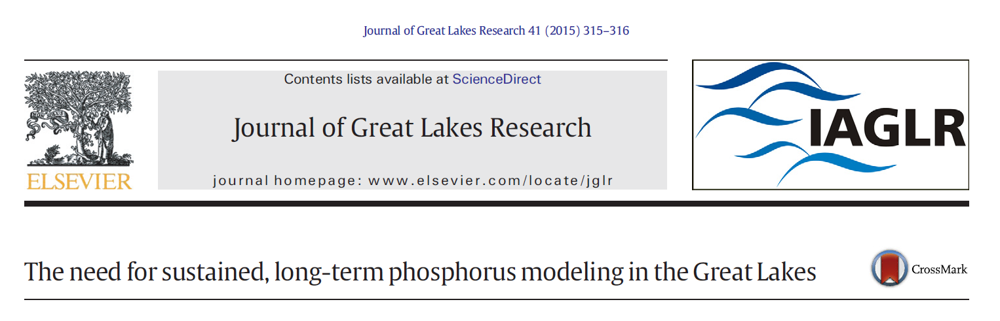 Journal of Great Lakes Research 41 (2015) 315–316
Contents lists available at ScienceDirect
Journal of Great Lakes Research
journal homepage: www.elsevier.com/locate/jglr
NON SOLUS
ELSEVIER
IAGLR
The need for sustained, long-term phosphorus modeling in the Great Lakes
CrossMark